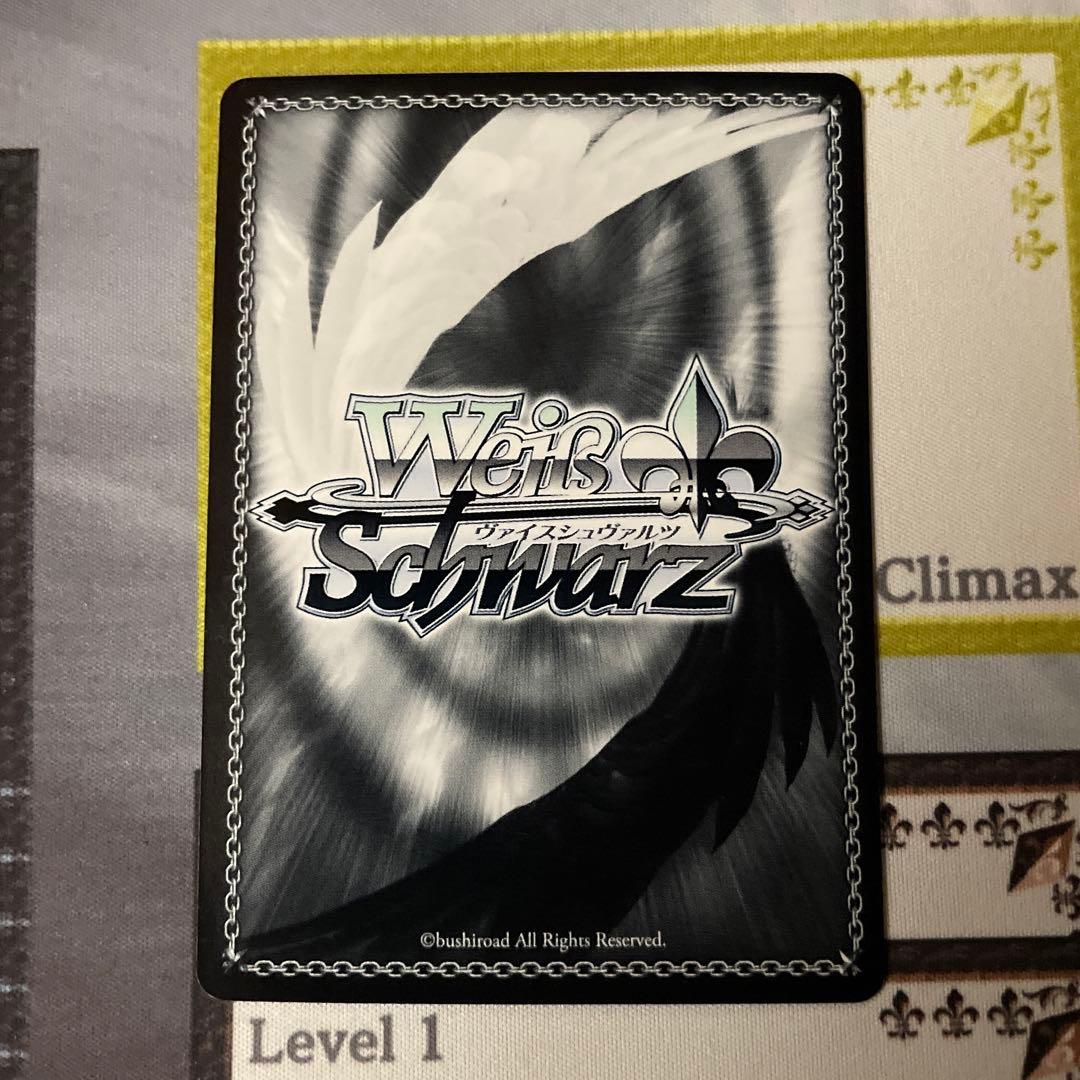 Weiß
Schwarz
ヴァイスシュヴァルツ
Climax
©bushiroad All Rights Reserved.
Level 1